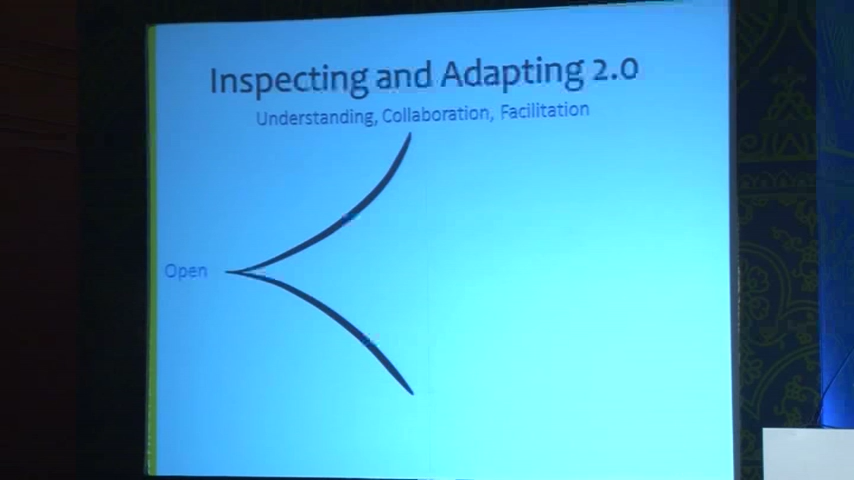 Inspecting and Adapting 2.0
Understanding, Collaboration, Facilitation
Open